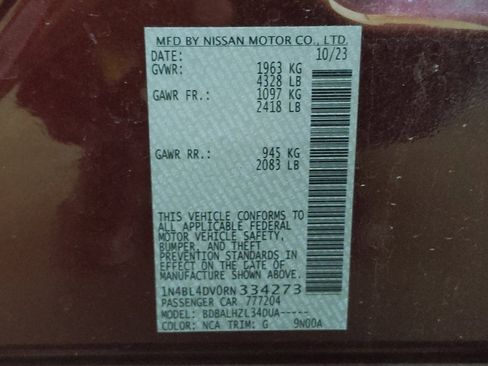 MFD BY NISSAN MOTOR CO., LTD.
DATE: 10/23
GVWR: 1963 KG
4328 LB
GAWR FR.: 1097 KG
2418 LB
GAWR RR.: 945 KG
2083 LB
THIS VEHICLE CONFORMS TO
ALL APPLICABLE FEDERAL
MOTOR VEHICLE SAFETY,
BUMPER, AND THEFT
PREVENTION STANDARDS IN
EFFECT ON THE DATE OF
MANUFACTURE SHOWN ABOVE.
1N4BL4DV0RN334273
PASSENGER CAR 777204
MODEL: BDBALHZL34DUA-----
COLOR: NCA TRIM: G 9N00A